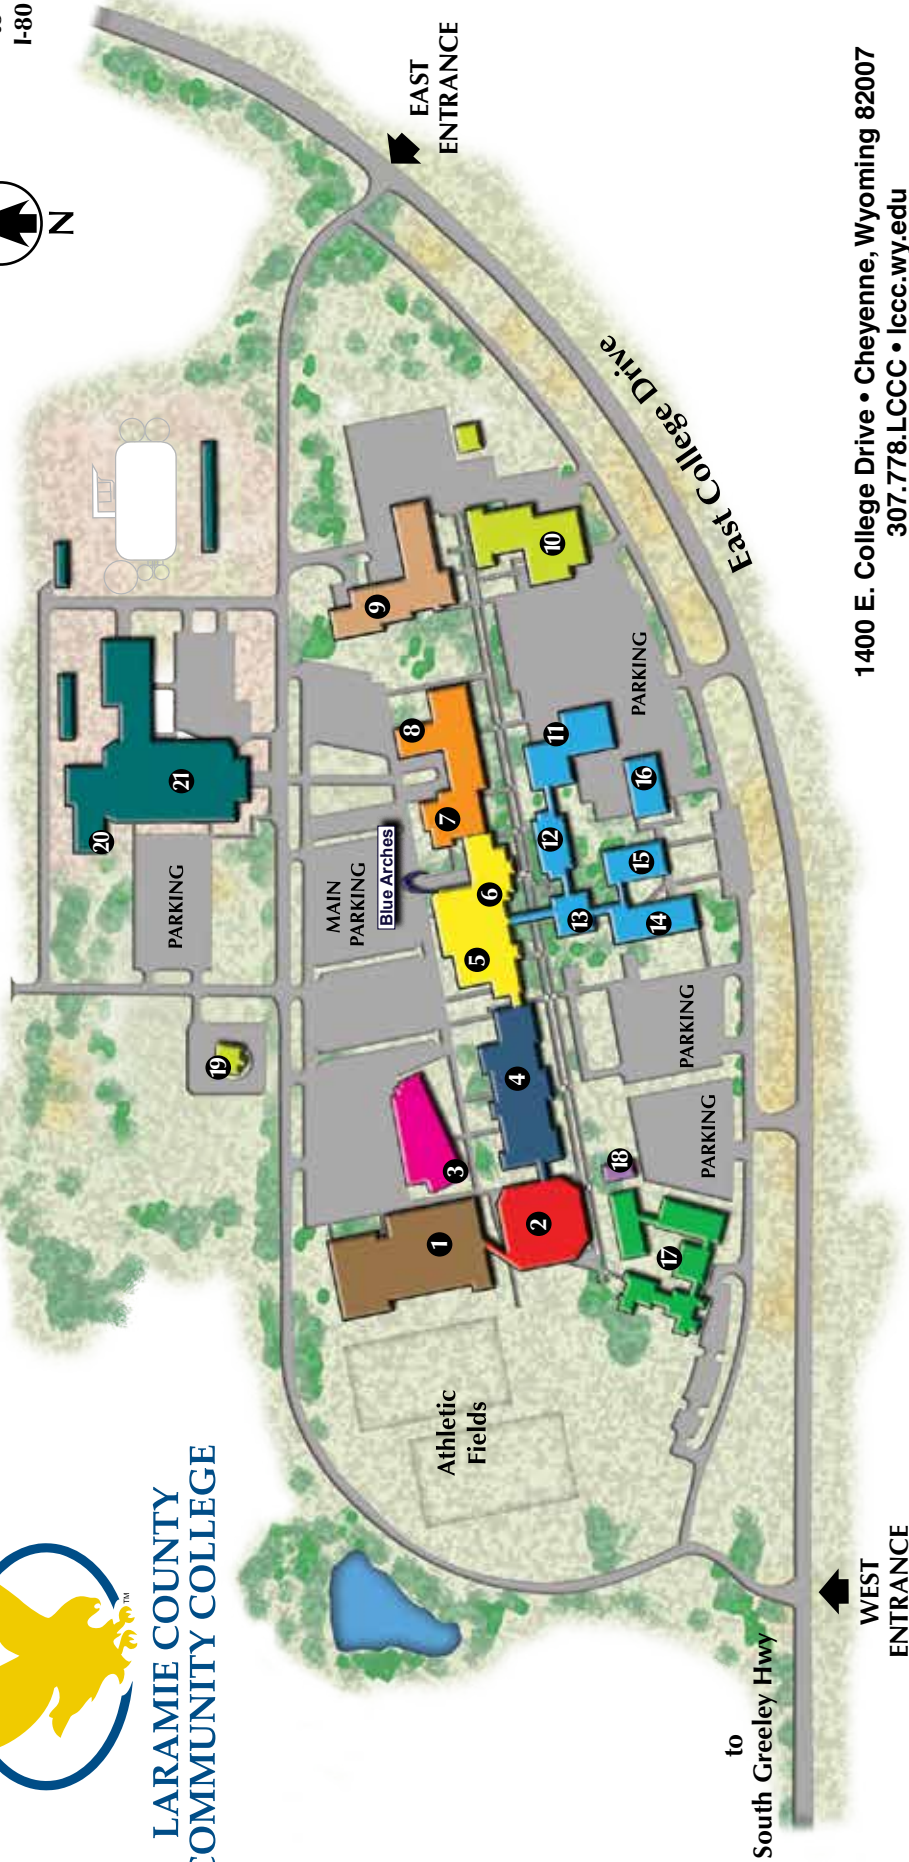 I-80
N
EAST
ENTRANCE
LARAMIE COUNTY
COMMUNITY COLLEGE
TM
20
21
PARKING
19
MAIN
PARKING
Blue Arches
9
8
7
6
5
4
3
1
2
10
11
12
13
14
15
16
17
18
PARKING
PARKING
PARKING
Athletic
Fields
East College Drive
to
South Greeley Hwy
WEST
ENTRANCE
1400 E. College Drive • Cheyenne, Wyoming 82007
307.778.LCCC • lccc.wy.edu